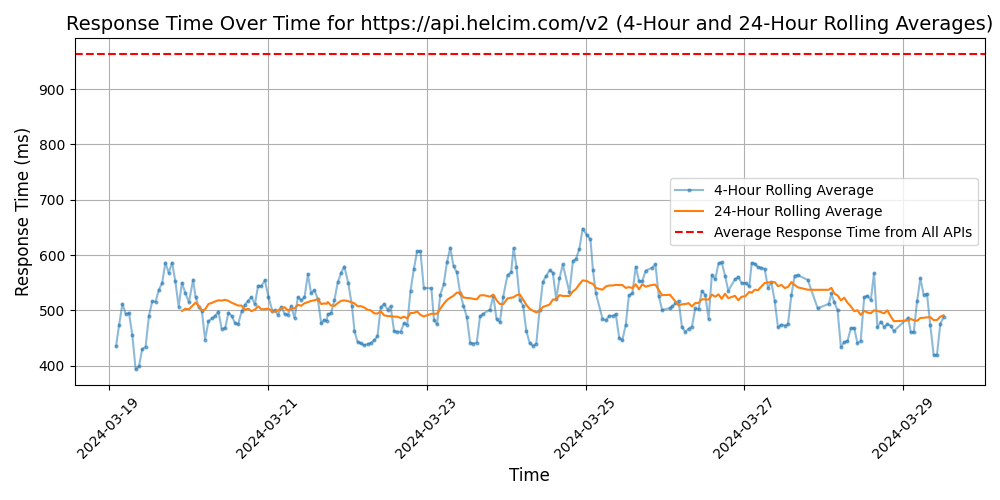 Response Time Over Time for https://api.helcim.com/v2 (4-Hour and 24-Hour Rolling Averages)
Response Time (ms)
900
800
700
600
500
400
4-Hour Rolling Average
24-Hour Rolling Average
Average Response Time from All APIs
2024-03-19
2024-03-21
2024-03-23
2024-03-25
2024-03-27
2024-03-29
Time